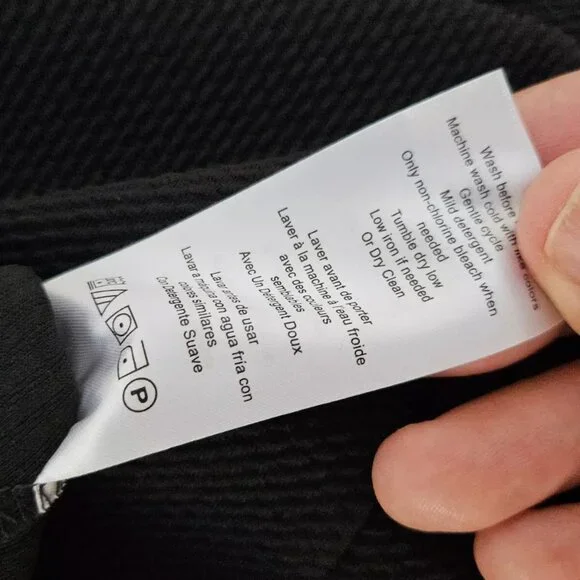 Wash before
Machine wash cold with like colors
Gentle cycle
Mild detergent
Only non-chlorine bleach when
needed
Tumble dry low
Low iron if needed
Or Dry Clean
Laver avant de porter
Laver à la machine à l'eau froide
avec des couleurs
semblables
Avec Un Detergent Doux
Lavar antes de usar
Lavar a máquina con agua fría con
colores similares
Con Detergente Suave
P